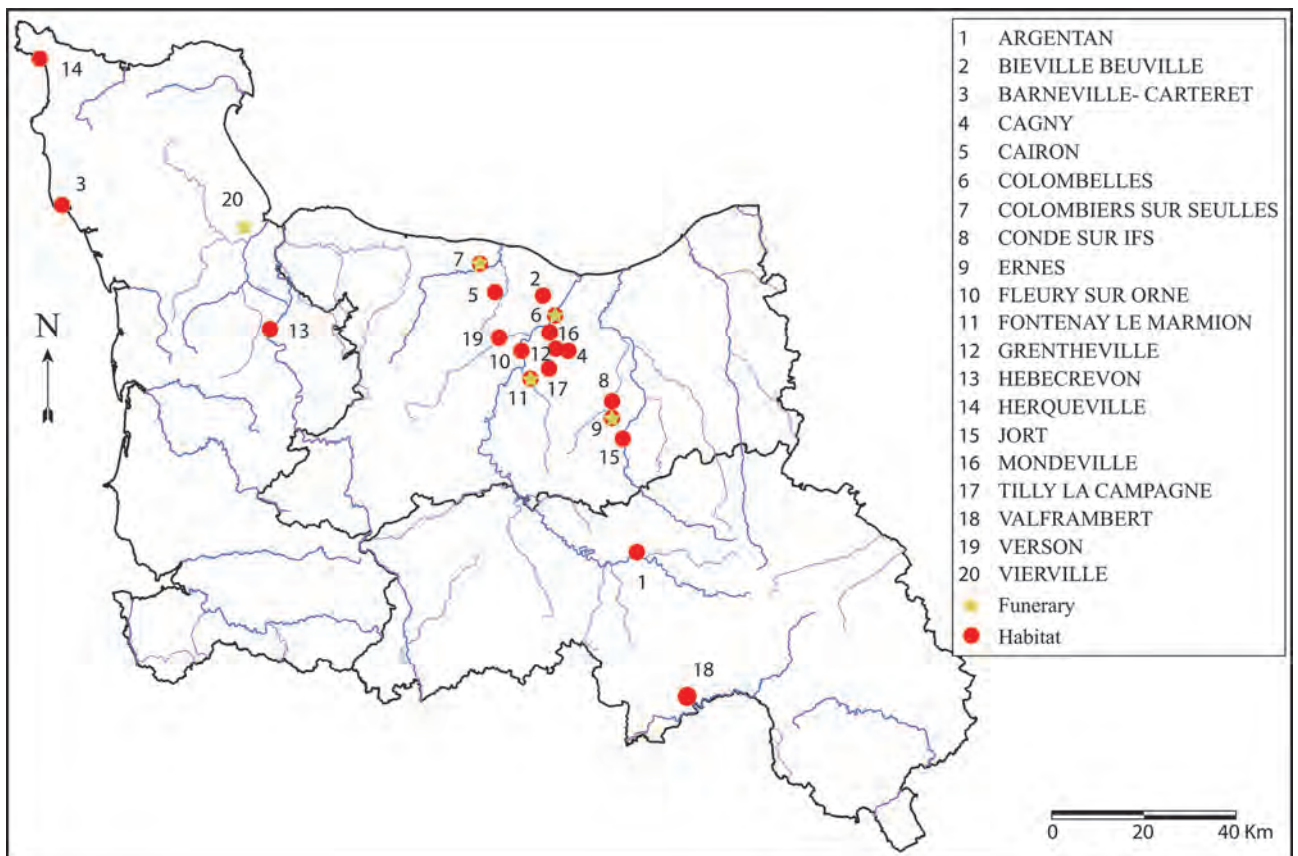 1 ARGENTAN
2 BIEVILLE BEUVILLE
3 BARNEVILLE- CARTERET
4 CAGNY
5 CAIRON
6 COLOMBELLES
7 COLOMBIERS SUR SEULLES
8 CONDE SUR IFS
9 ERNES
10 FLEURY SUR ORNE
11 FONTENAY LE MARMION
12 GRENTHEVILLE
13 HEBECREVON
14 HERQUEVILLE
15 JORT
16 MONDEVILLE
17 TILLY LA CAMPAGNE
18 VALFRAMBERT
19 VERSON
20 VIERVILLE
Funerary
Habitat
14
3
20
7
5
2
6
16
19
10
12
4
17
11
13
8
9
15
N
1
18
0 20 40 Km